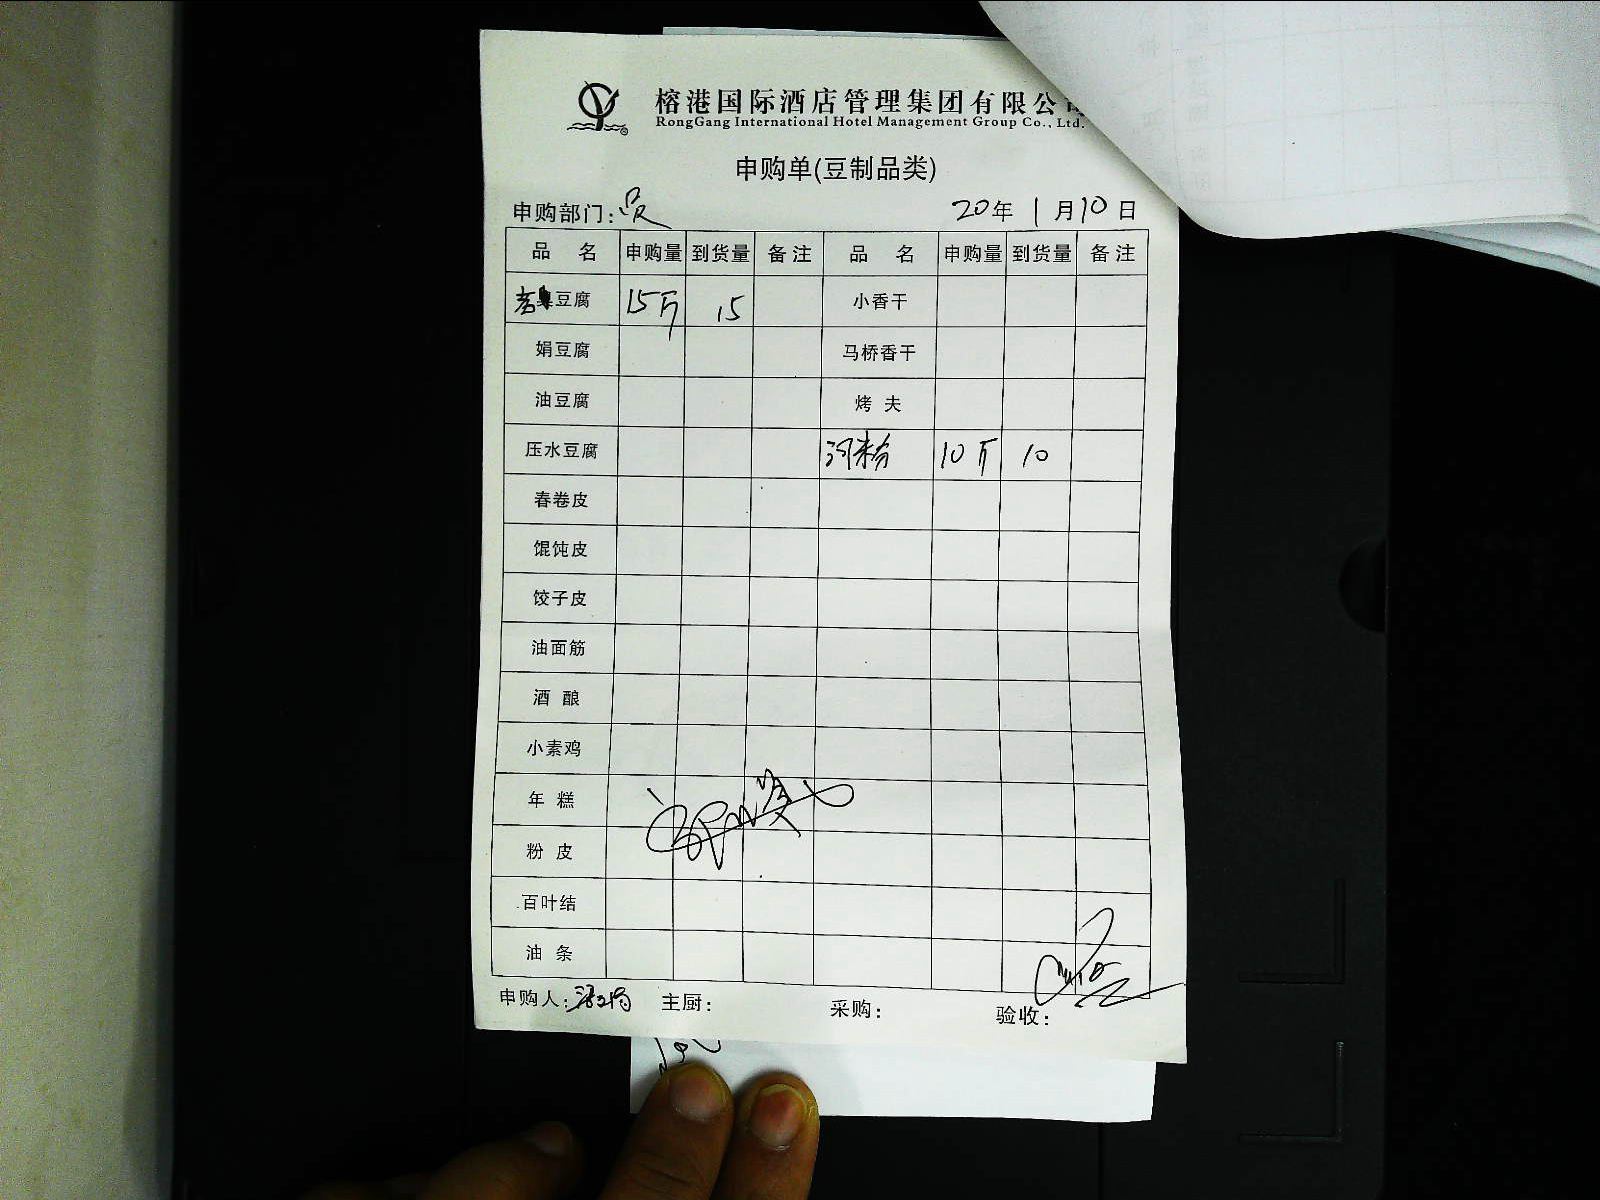 榕港国际酒店管理集团有限公司
RongGang International Hotel Management Group Co., Ltd.
申购单(豆制品类)
申购部门: 20年 1月10日
品 名 申购量 到货量 备注 品 名 申购量 到货量 备注
老豆腐 15斤 15 小香干
娟豆腐 马桥香干
油豆腐 烤 夫
压水豆腐 河粉 10斤 10
春卷皮
馄饨皮
饺子皮
油面筋
酒 酿
小素鸡
年 糕
粉 皮
百叶结
油 条
申购人: 主厨: 采购: 验收: